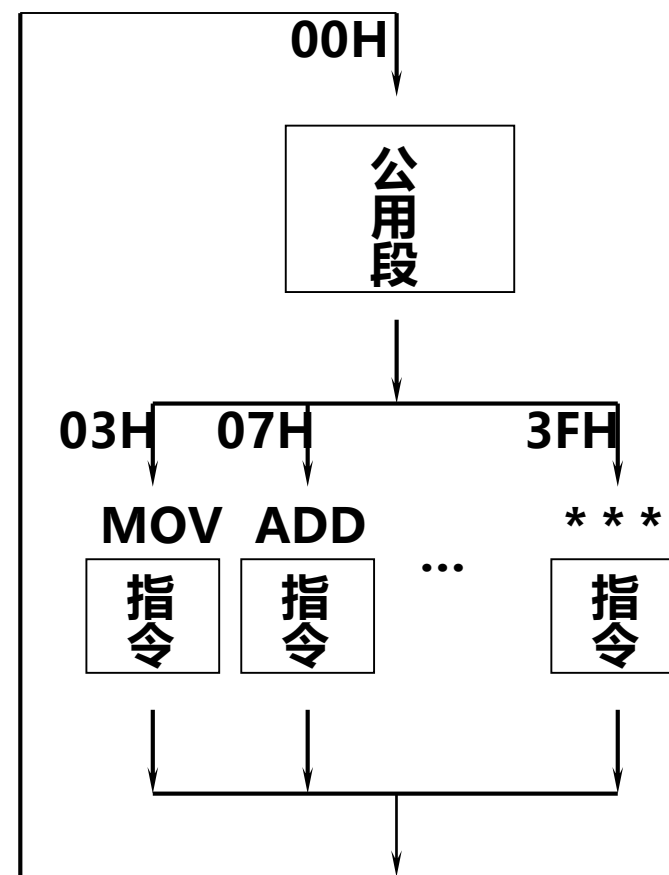 00H
公
用
段
03H 07H 3FH
MOV ADD ***
...
指 指 指
令 令 令